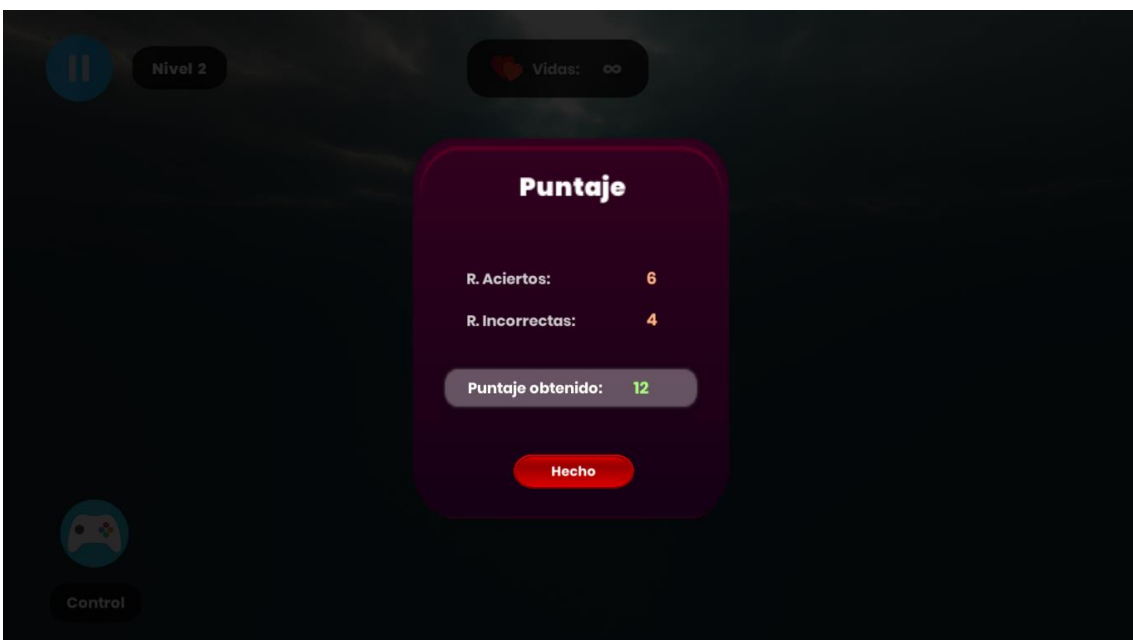 Nivel 2
Vidas: ∞
Puntaje
R. Aciertos: 6
R. Incorrectas: 4
Puntaje obtenido: 12
Hecho
Control